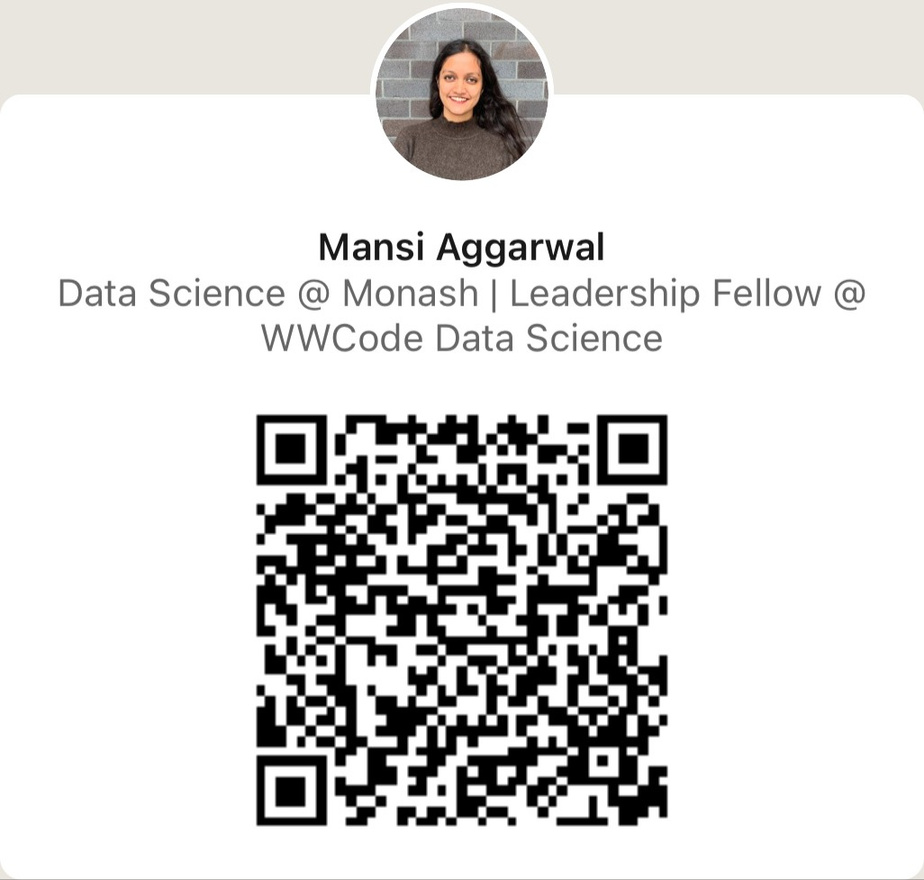 Mansi Aggarwal
Data Science @ Monash | Leadership Fellow @
WWCode Data Science